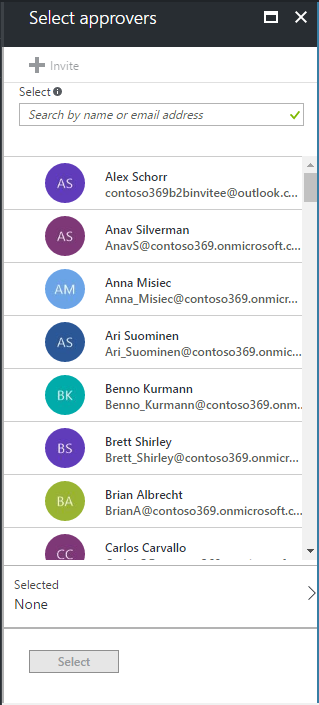 Select approvers
Invite
Select
Search by name or email address
AS
Alex Schorr
contoso369b2binvitee@outlook.c...
AS
Anav Silverman
AnavS@contoso369.onmicrosoft.c...
AM
Anna Misiec
Anna_Misiec@contoso369.onmicr...
AS
Ari Suominen
Ari_Suominen@contoso369.onmic...
BK
Benno Kurmann
Benno_Kurmann@contoso369.onm...
BS
Brett Shirley
Brett_Shirley@contoso369.onmicr...
BA
Brian Albrecht
BrianA@contoso369.onmicrosoft.c...
CC
Carlos Carvallo
Selected
None
Select